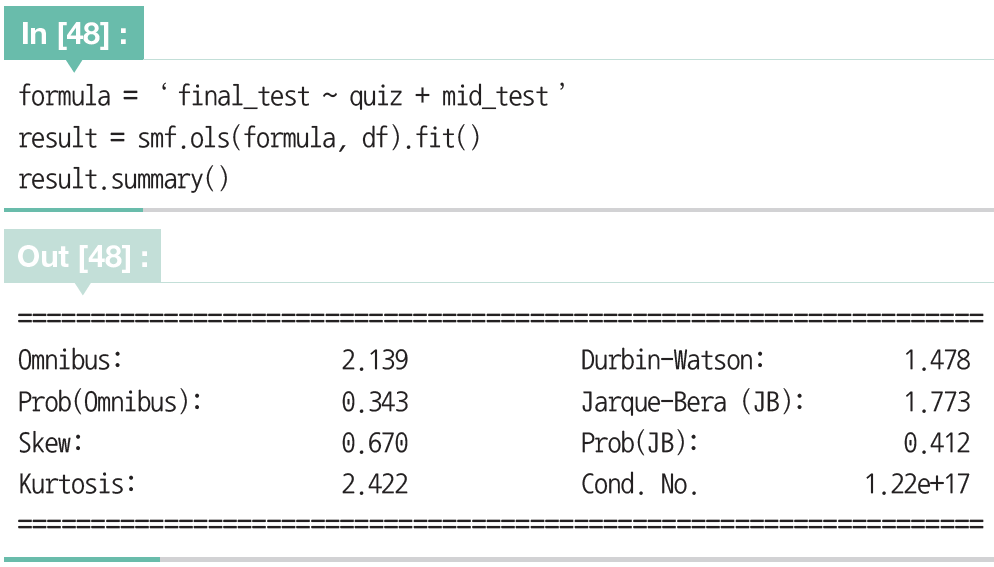 In [48] :
formula = ‘ final_test ~ quiz + mid_test ’
result = smf.ols(formula, df).fit()
result.summary()
Out [48] :
==================================================================
Omnibus: 2.139 Durbin-Watson: 1.478
Prob(Omnibus): 0.343 Jarque-Bera (JB): 1.773
Skew: 0.670 Prob(JB): 0.412
Kurtosis: 2.422 Cond. No. 1.22e+17
==================================================================